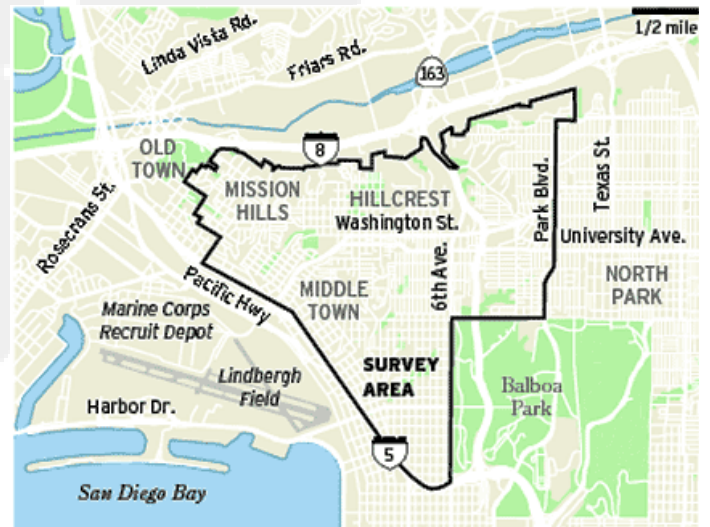 1/2 mile
Linda Vista Rd.
Friars Rd.
163
OLD
TOWN
8
MISSION
HILLS
HILLCREST
Washington St.
Park Blvd.
Texas St.
University Ave.
Rosecrans St.
Pacific Hwy
MIDDLE
TOWN
6th Ave.
NORTH
PARK
Marine Corps
Recruit Depot
Lindbergh
Field
SURVEY
AREA
Balboa
Park
Harbor Dr.
5
San Diego Bay